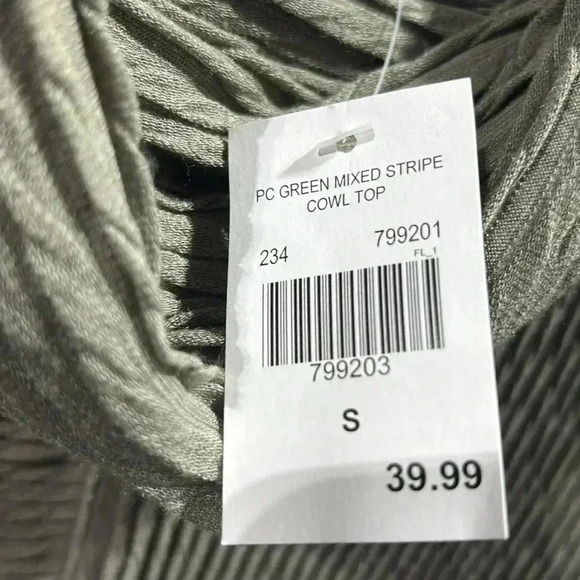 PC GREEN MIXED STRIPE
COWL TOP
234 799201
FL_1
799203
S
39.99